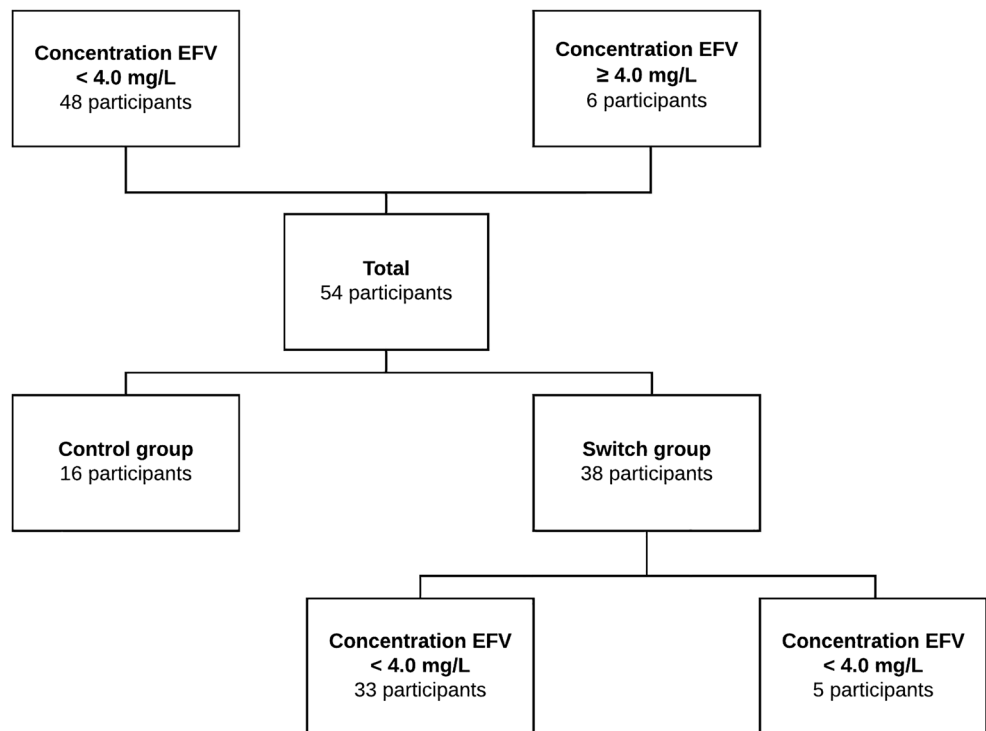 Concentration EFV
< 4.0 mg/L
48 participants
Concentration EFV
≥ 4.0 mg/L
6 participants
Total
54 participants
Control group
16 participants
Switch group
38 participants
Concentration EFV
< 4.0 mg/L
33 participants
Concentration EFV
< 4.0 mg/L
5 participants